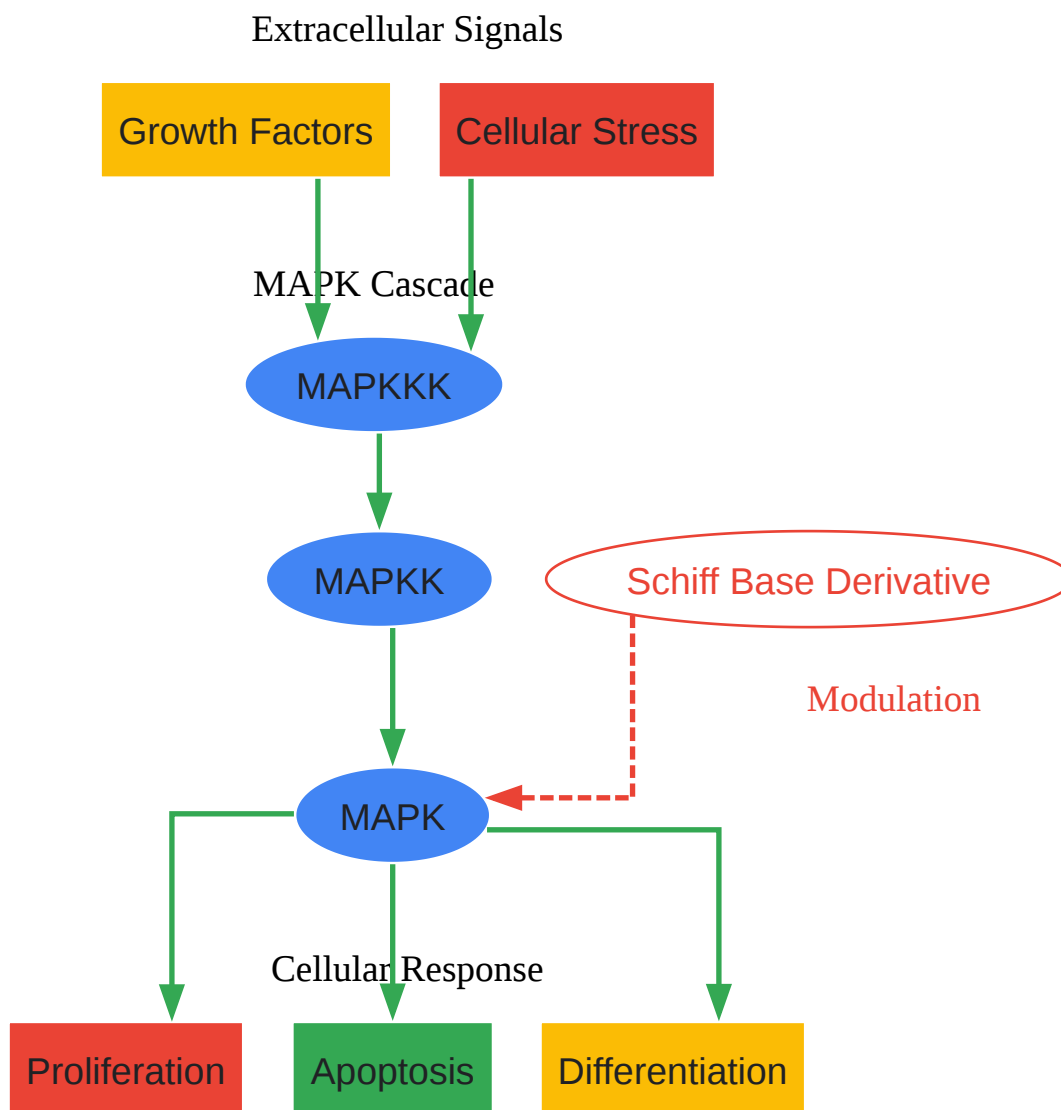 Extracellular Signals
Growth Factors
Cellular Stress
MAPK Cascade
MAPKKK
MAPKK
Schiff Base Derivative
Modulation
MAPK
Cellular Response
Proliferation
Apoptosis
Differentiation